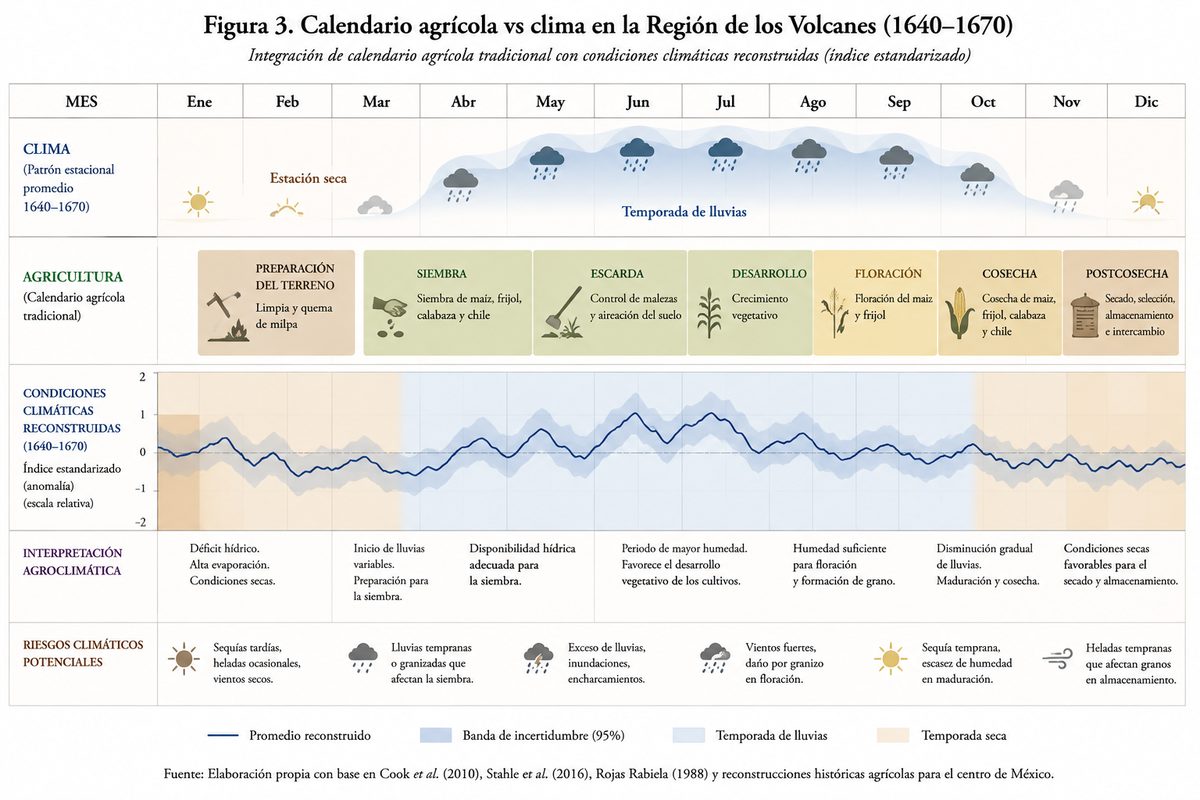 Figura 3. Calendario agrícola vs clima en la Región de los Volcanes (1640–1670)
Integración de calendario agrícola tradicional con condiciones climáticas reconstruidas (índice estandarizado)
MES
Ene
Feb
Mar
Abr
May
Jun
Jul
Ago
Sep
Oct
Nov
Dic
CLIMA
(Patrón estacional
promedio
1640–1670)
Estación seca
Temporada de lluvias
AGRICULTURA
(Calendario agrícola
tradicional)
PREPARACIÓN
DEL TERRENO
Limpia y quema
de milpa
SIEMBRA
Siembra de maíz, frijol,
calabaza y chile
ESCARDA
Control de malezas
y aireación del suelo
DESARROLLO
Crecimiento
vegetativo
FLORACIÓN
Floración del maiz
y frijol
COSECHA
Cosecha de maiz,
frijol, calabaza
y chile
POSTCOSECHA
Secado, selección,
almacenamiento
e intercambio
CONDICIONES
CLIMÁTICAS
RECONSTRUIDAS
(1640–1670)
Índice estandarizado
(anomalía)
(escala relativa)
2
1
0
-1
-2
INTERPRETACIÓN
AGROCLIMÁTICA
Déficit hídrico.
Alta evaporación.
Condiciones secas.
Inicio de lluvias
variables.
Preparación para
la siembra.
Disponibilidad hídrica
adecuada para
la siembra.
Periodo de mayor humedad.
Favorece el desarrollo
vegetativo de los cultivos.
Humedad suficiente
para floración
y formación de grano.
Disminución gradual
de lluvias.
Maduración y cosecha.
Condiciones secas
favorables para el
secado y almacenamiento.
RIESGOS CLIMÁTICOS
POTENCIALES
Sequías tardías,
heladas ocasionales,
vientos secos.
Lluvias tempranas
o granizadas que
afectan la siembra.
Exceso de lluvias,
inundaciones,
encharcamientos.
Vientos fuertes,
daño por granizo
en floración.
Sequía temprana,
escasez de humedad
en maduración.
Heladas tempranas
que afectan granos
en almacenamiento.
Promedio reconstruido
Banda de incertidumbre (95%)
Temporada de lluvias
Temporada seca
Fuente: Elaboración propia con base en Cook et al. (2010), Stahle et al. (2016), Rojas Rabiela (1988) y reconstrucciones históricas agrícolas para el centro de México.